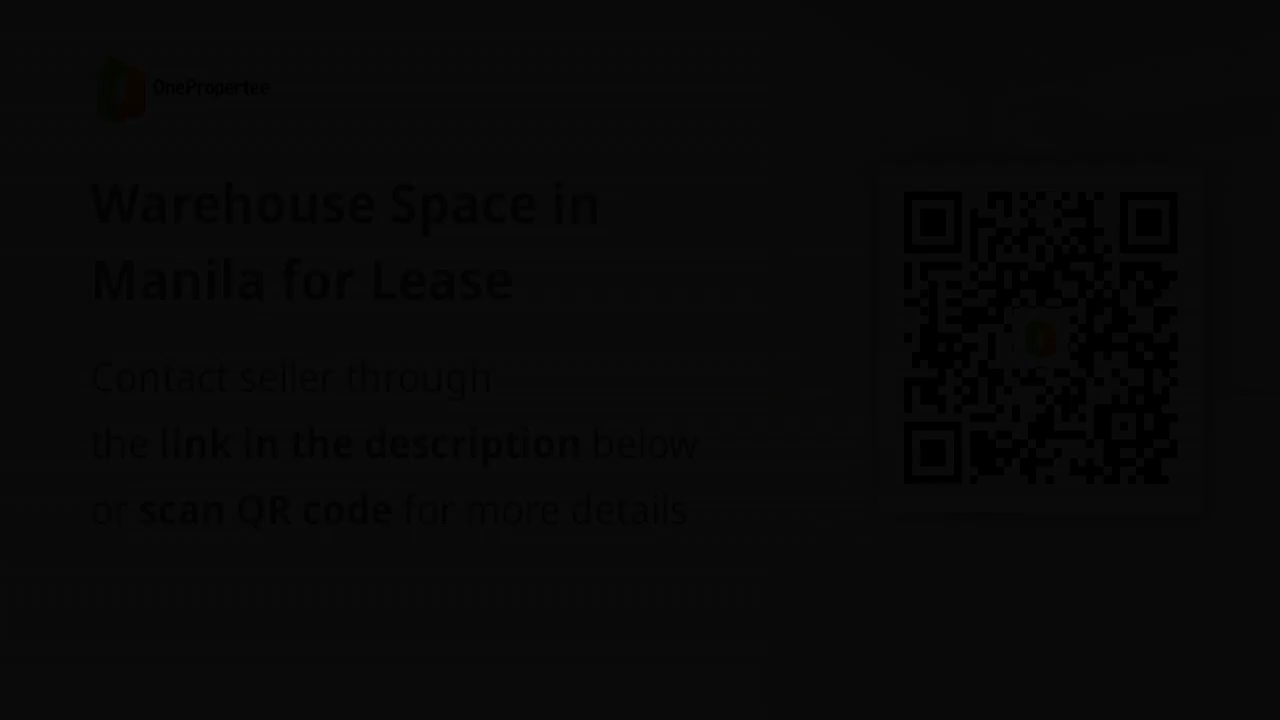 OnePropertee
Warehouse Space in
Manila for Lease
Contact seller through
the link in the description below
or scan QR code for more details